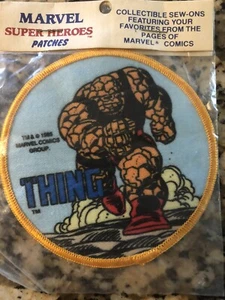 MARVEL
SUPER HEROES
PATCHES
COLLECTIBLE SEW-ONS
FEATURING YOUR
FAVORITES FROM THE
PAGES OF
MARVEL® COMICS
TM & ©
MARVEL COMICS
GROUP.
THING
TM